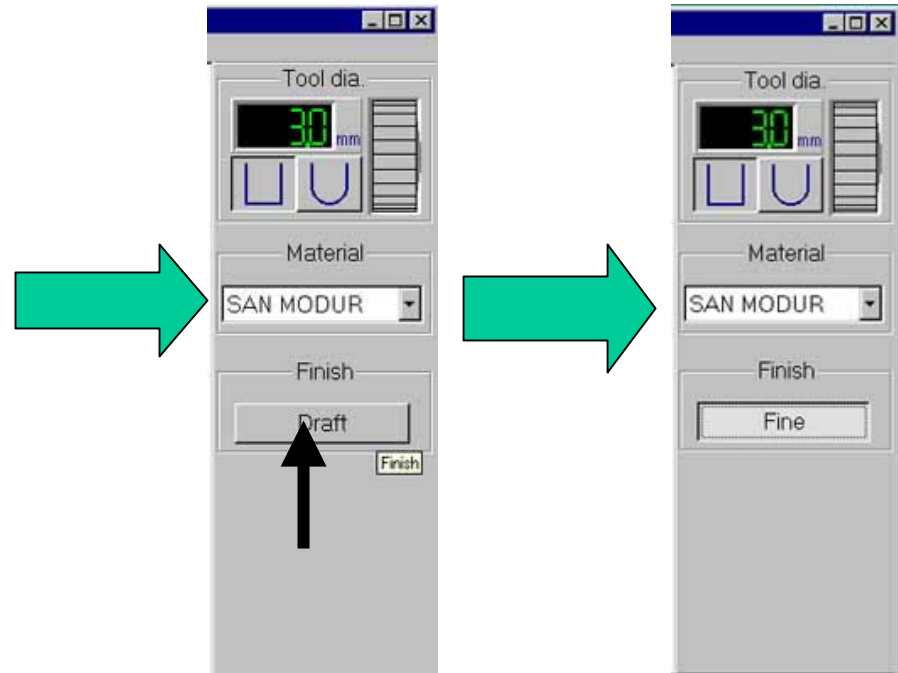 Tool dia.
3.0 mm
Material
SAN MODUR
Finish
Draft
Finish
Tool dia.
3.0 mm
Material
SAN MODUR
Finish
Fine